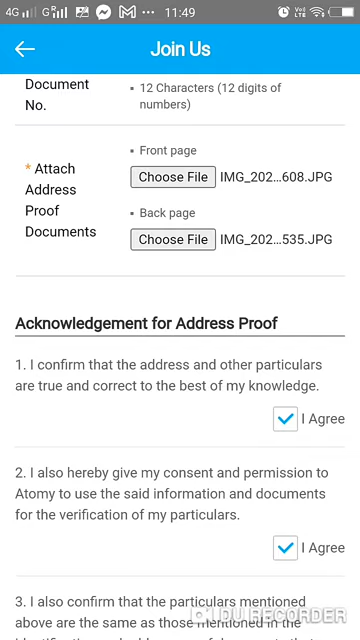 4G R 11:49 Vo) LTE
Join Us
Document No.
▪ 12 Characters (12 digits of numbers)
▪ Front page
* Attach Address Proof Documents
Choose File IMG_202...608.JPG
▪ Back page
Choose File IMG_202...535.JPG
Acknowledgement for Address Proof
1. I confirm that the address and other particulars
are true and correct to the best of my knowledge.
I Agree
2. I also hereby give my consent and permission to
Atomy to use the said information and documents
for the verification of my particulars.
I Agree
3. I also confirm that the particulars mentioned
above are the same as those mentioned in the
DU RECORDER